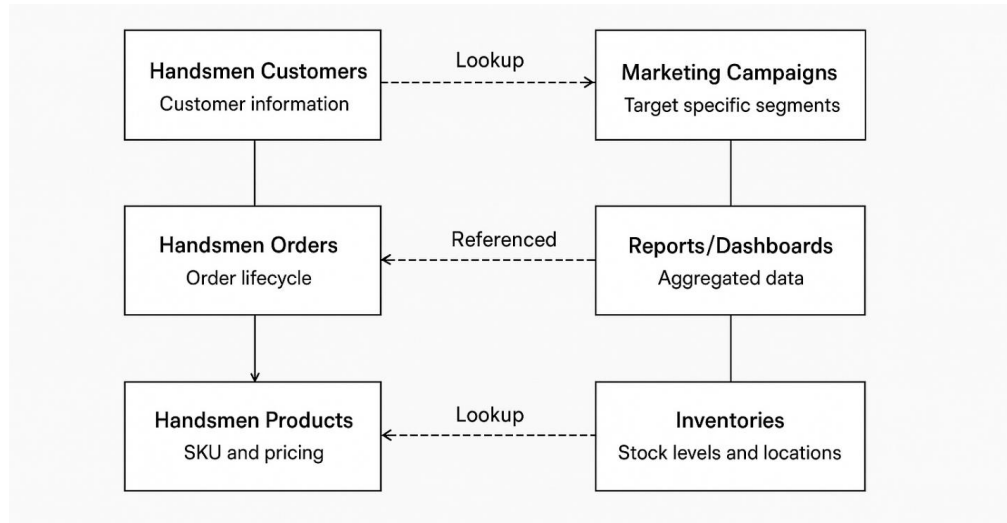 Handsmen Customers
Customer information
Lookup
Marketing Campaigns
Target specific segments
Handsmen Orders
Order lifecycle
Referenced
Reports/Dashboards
Aggregated data
Handsmen Products
SKU and pricing
Lookup
Inventories
Stock levels and locations